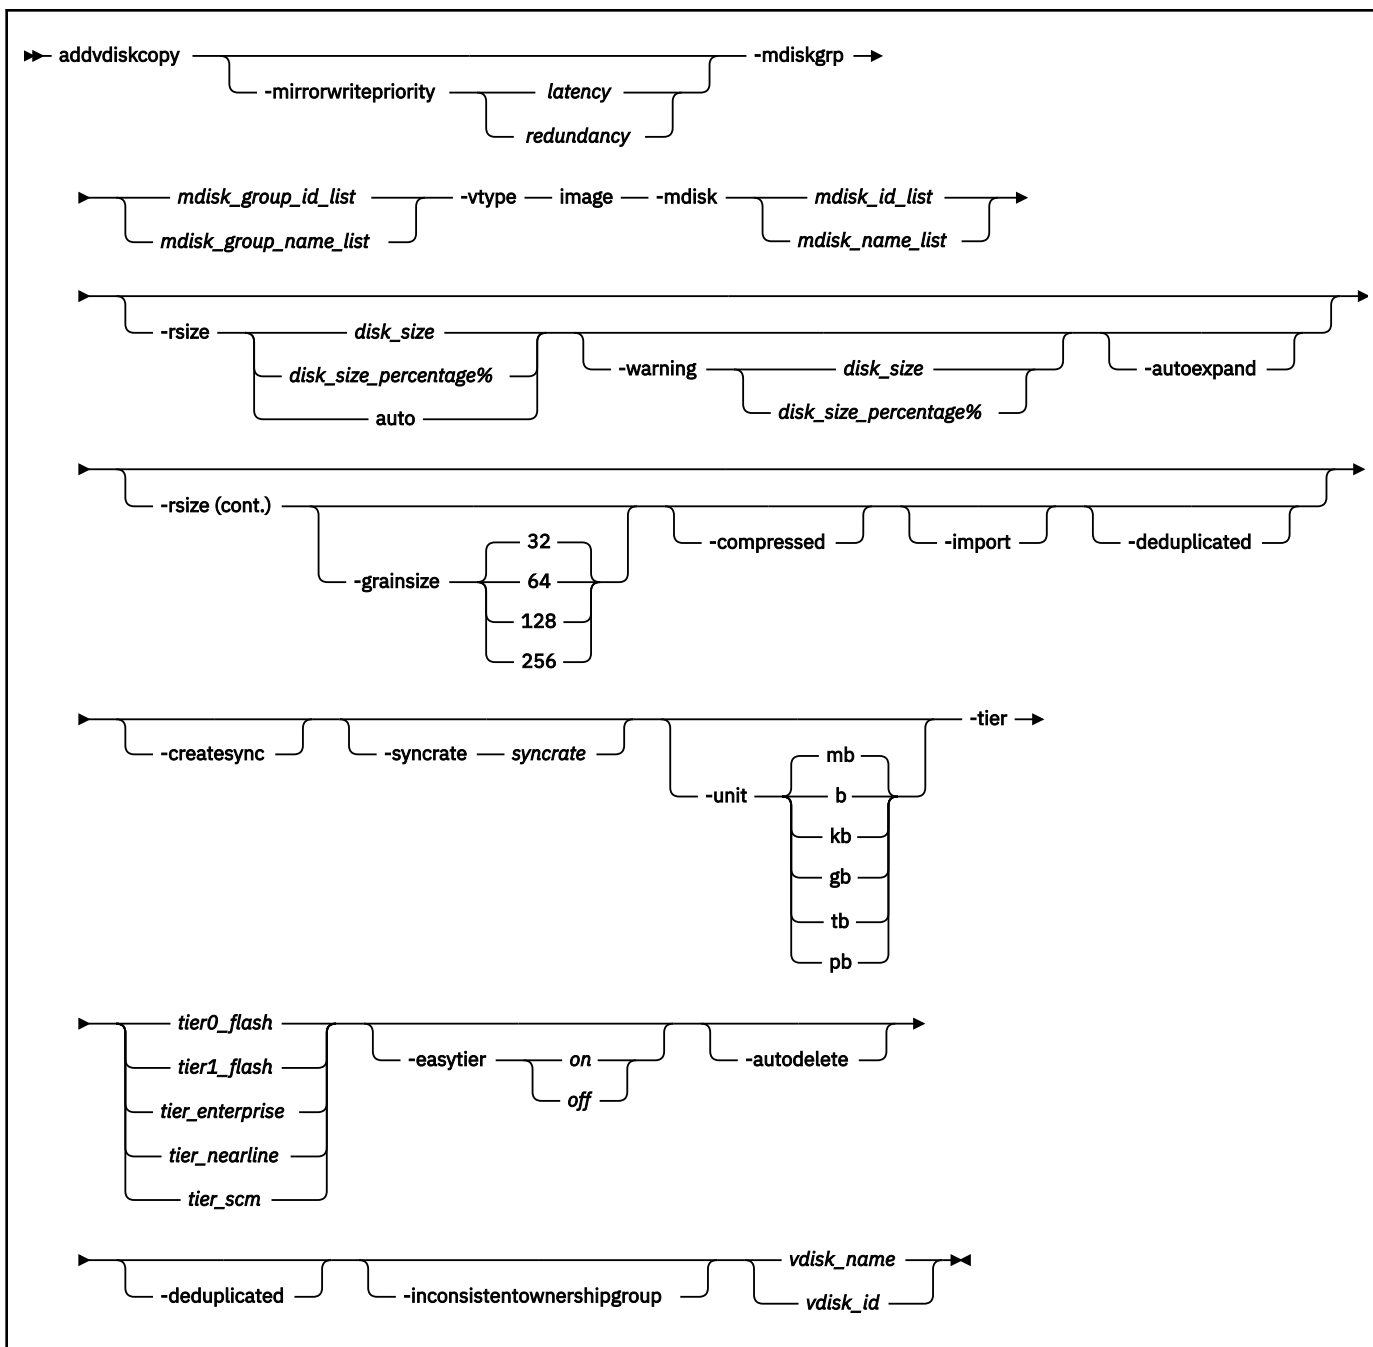 addvdiskcopy -mdiskgrp
-mirrorwritepriority latency
redundancy
mdisk_group_id_list -vtype image -mdisk mdisk_id_list
mdisk_group_name_list mdisk_name_list
-rsize disk_size
disk_size_percentage% -warning disk_size -autoexpand
auto disk_size_percentage%
-rsize (cont.)
32 -compressed -import -deduplicated
-grainsize 64
128
256
-tier
-createsync -syncrate syncrate mb
-unit b
kb
gb
tb
pb
tier0_flash
tier1_flash -easytier on -autodelete
tier_enterprise off
tier_nearline
tier_scm
vdisk_name
-deduplicated -inconsistentownershipgroup vdisk_id